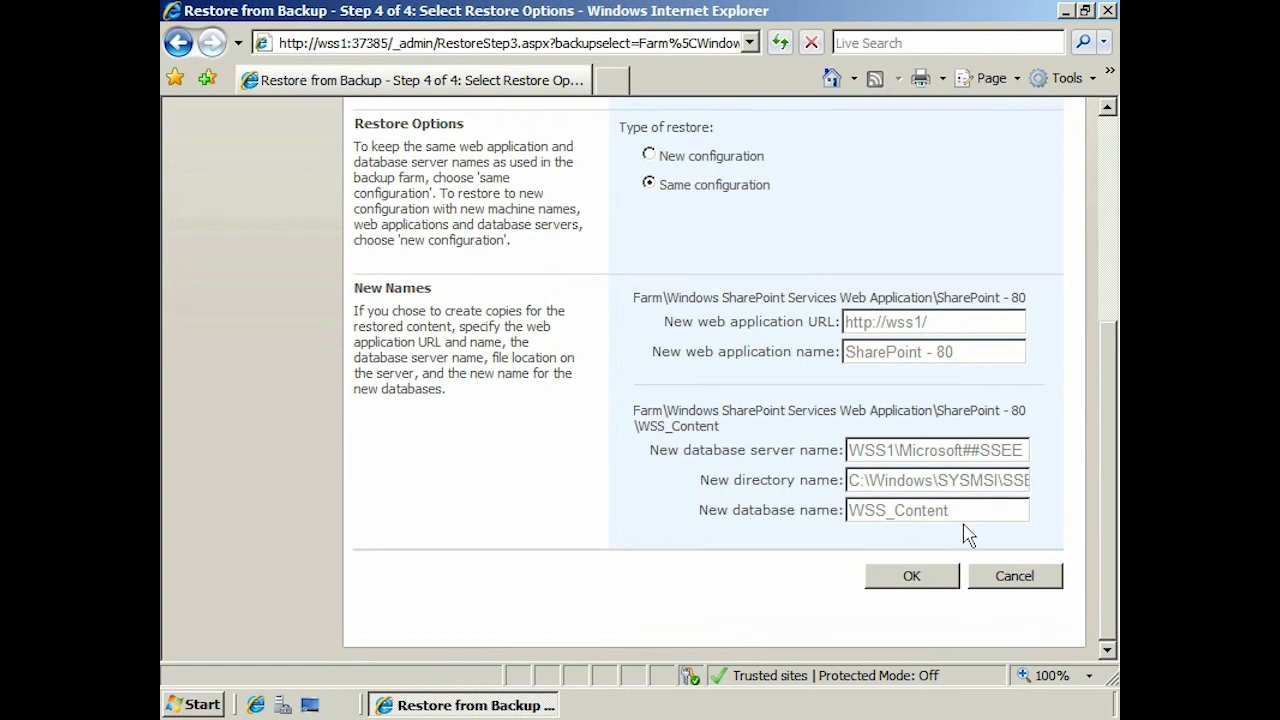 Restore from Backup - Step 4 of 4: Select Restore Options - Windows Internet Explorer
http://wss1:37385/_admin/RestoreStep3.aspx?backupselect=Farm%5CWindow
Live Search
Restore from Backup - Step 4 of 4: Select Restore Op...
Page
Tools
Restore Options
To keep the same web application and
database server names as used in the
backup farm, choose 'same
configuration'. To restore to new
configuration with new machine names,
web applications and database servers,
choose 'new configuration'.
Type of restore:
New configuration
Same configuration
New Names
If you chose to create copies for the
restored content, specify the web
application URL and name, the
database server name, file location on
the server, and the new name for the
new databases.
Farm\Windows SharePoint Services Web Application\SharePoint - 80
New web application URL: http://wss1/
New web application name: SharePoint - 80
Farm\Windows SharePoint Services Web Application\SharePoint - 80
\WSS_Content
New database server name: WSS1\Microsoft##SSEE
New directory name: C:\Windows\SYSMSI\SSE
New database name: WSS_Content
OK
Cancel
Trusted sites | Protected Mode: Off
100%
Start
Restore from Backup ...